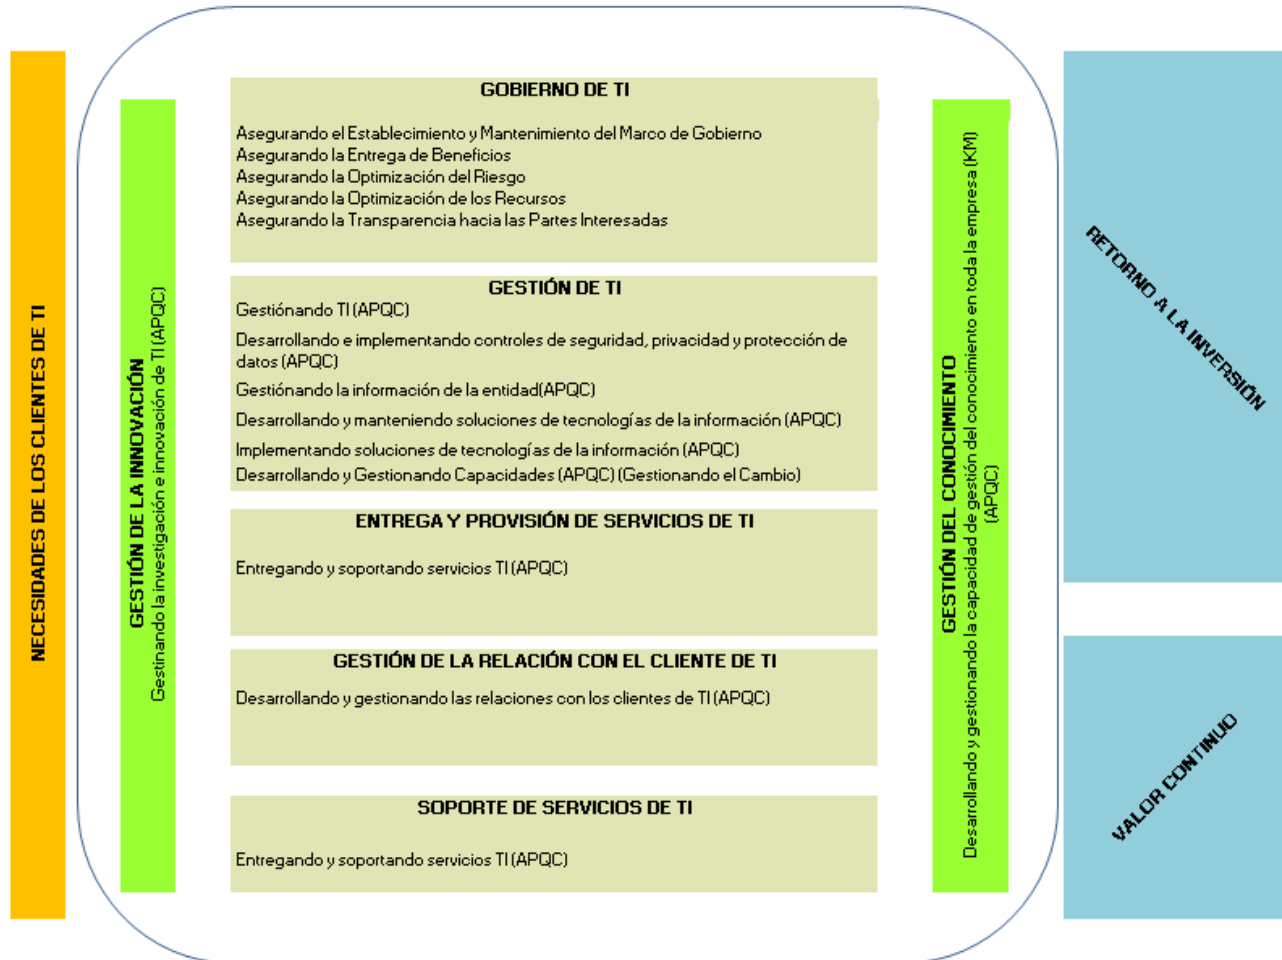 NECESIDADES DE LOS CLIENTES DE TI
GESTIÓN DE LA INNOVACIÓN
Gestinando la investigación e innovación de TI (APQC)
GOBIERNO DE TI
Asegurando el Establecimiento y Mantenimiento del Marco de Gobierno
Asegurando la Entrega de Beneficios
Asegurando la Optimización del Riesgo
Asegurando la Optimización de los Recursos
Asegurando la Transparencia hacia las Partes Interesadas
GESTIÓN DE TI
Gestiónando TI (APQC)
Desarrollando e implementando controles de seguridad, privacidad y protección de
datos (APQC)
Gestiónando la información de la entidad(APQC)
Desarrollando y manteniendo soluciones de tecnologías de la información (APQC)
Implementando soluciones de tecnologías de la información (APQC)
Desarrollando y Gestionando Capacidades (APQC) (Gestionando el Cambio)
ENTREGA Y PROVISIÓN DE SERVICIOS DE TI
Entregando y soportando servicios TI (APQC)
GESTIÓN DE LA RELACIÓN CON EL CLIENTE DE TI
Desarrollando y gestionando las relaciones con los clientes de TI (APQC)
SOPORTE DE SERVICIOS DE TI
Entregando y soportando servicios TI (APQC)
GESTIÓN DEL CONOCIMIENTO
Desarrollando y gestionando la capacidad de gestión del conocimiento en toda la empresa (KM)
(APQC)
RETORNO A LA INVERSIÓN
VALOR CONTINUO